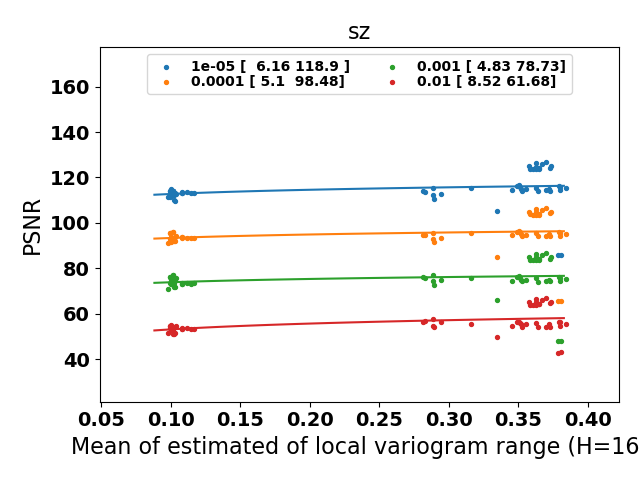 sz
1e-05 [  6.16 118.9 ]
0.0001 [ 5.1  98.48]
0.001 [ 4.83 78.73]
0.01 [ 8.52 61.68]
PSNR
160
140
120
100
80
60
40
0.05 0.10 0.15 0.20 0.25 0.30 0.35 0.40
Mean of estimated of local variogram range (H=16